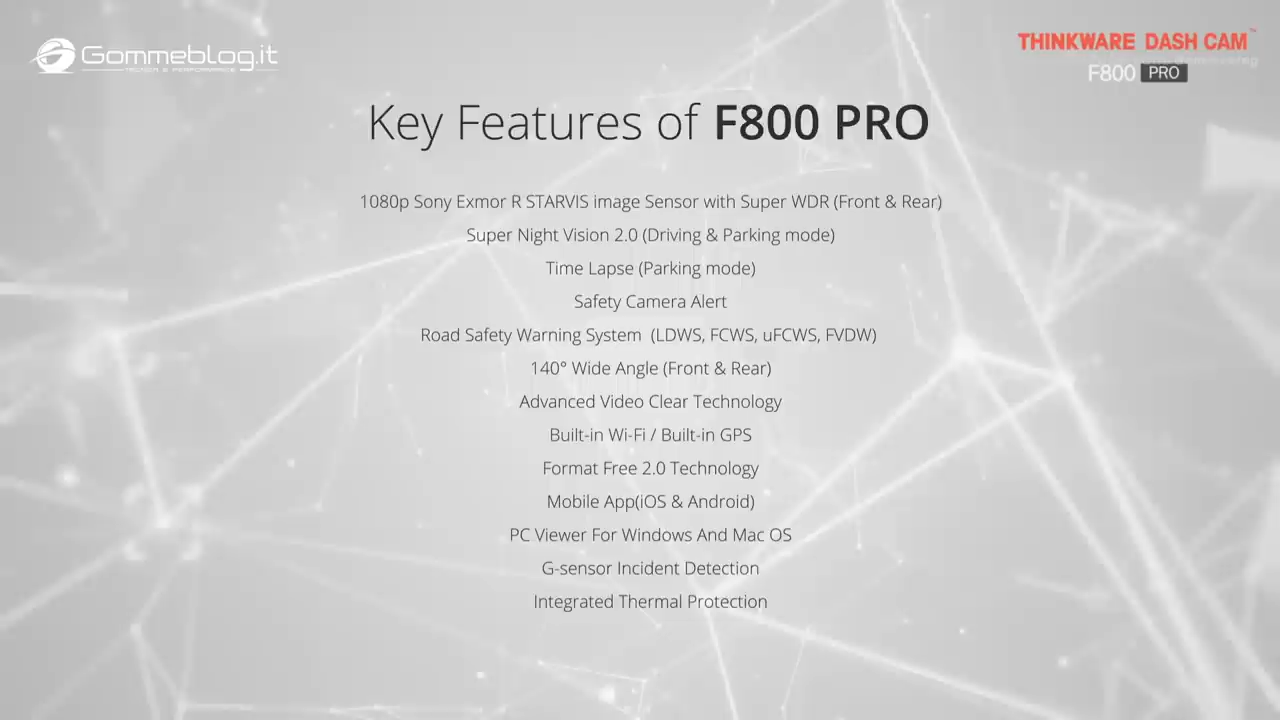 Gommeblog.it
TECNICA E PERFORMANCE
THINKWARE DASH CAM™
F800 PRO
Key Features of F800 PRO
1080p Sony Exmor R STARVIS image Sensor with Super WDR (Front & Rear)
Super Night Vision 2.0 (Driving & Parking mode)
Time Lapse (Parking mode)
Safety Camera Alert
Road Safety Warning System (LDWS, FCWS, uFCWS, FVDW)
140° Wide Angle (Front & Rear)
Advanced Video Clear Technology
Built-in Wi-Fi / Built-in GPS
Format Free 2.0 Technology
Mobile App(iOS & Android)
PC Viewer For Windows And Mac OS
G-sensor Incident Detection
Integrated Thermal Protection